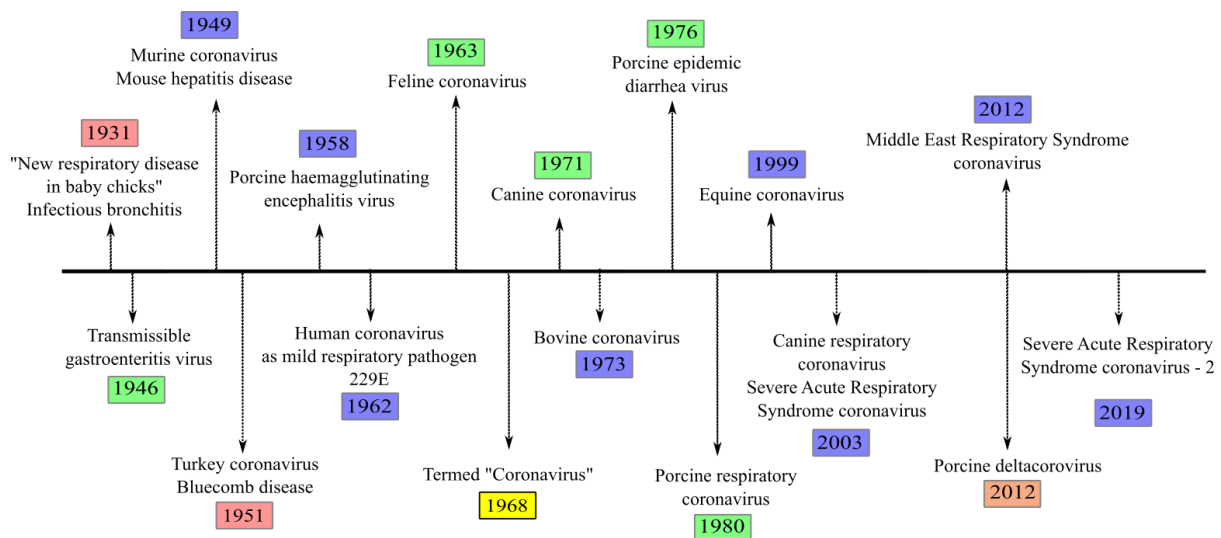 1949
Murine coronavirus
Mouse hepatitis disease
1963
Feline coronavirus
1976
Porcine epidemic
diarrhea virus
1931
"New respiratory disease
in baby chicks"
Infectious bronchitis
1958
Porcine haemagglutinating
encephalitis virus
1971
Canine coronavirus
1999
Equine coronavirus
2012
Middle East Respiratory Syndrome
coronavirus
Transmissible
gastroenteritis virus
1946
Turkey coronavirus
Bluecomb disease
1951
Human coronavirus
as mild respiratory pathogen
229E
1962
Termed "Coronavirus"
1968
Bovine coronavirus
1973
Porcine respiratory
coronavirus
1980
Canine respiratory
coronavirus
Severe Acute Respiratory
Syndrome coronavirus
2003
Porcine deltacorovirus
2012
Severe Acute Respiratory
Syndrome coronavirus - 2
2019